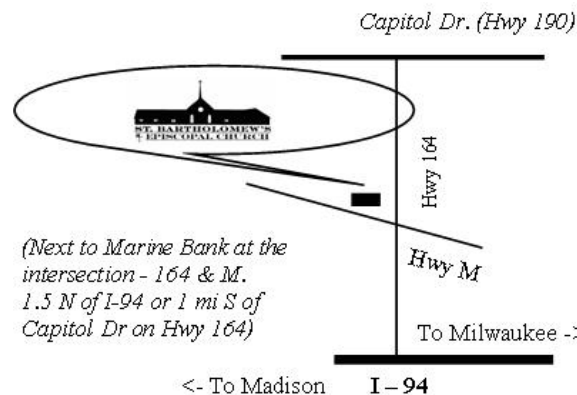 Capitol Dr. (Hwy 190)
ST. BARTHOLOMEW'S
EPISCOPAL CHURCH
Hwy 164
Hwy M
(Next to Marine Bank at the
intersection - 164 & M.
1.5 N of I-94 or 1 mi S of
Capitol Dr on Hwy 164)
To Milwaukee ->
<- To Madison I – 94